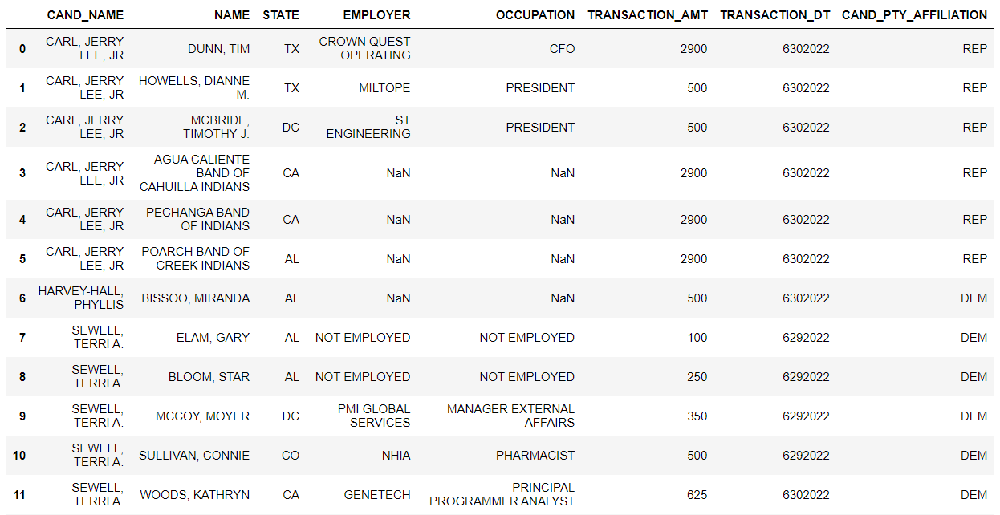 CAND_NAME NAME STATE EMPLOYER OCCUPATION TRANSACTION_AMT TRANSACTION_DT CAND_PTY_AFFILIATION
0 CARL, JERRY LEE, JR DUNN, TIM TX CROWN QUEST OPERATING CFO 2900 6302022 REP
1 CARL, JERRY LEE, JR HOWELLS, DIANNE M. TX MILTOPE PRESIDENT 500 6302022 REP
2 CARL, JERRY LEE, JR MCBRIDE, TIMOTHY J. DC ST ENGINEERING PRESIDENT 500 6302022 REP
3 CARL, JERRY LEE, JR AGUA CALIENTE BAND OF CAHUILLA INDIANS CA NaN NaN 2900 6302022 REP
4 CARL, JERRY LEE, JR PECHANGA BAND OF INDIANS CA NaN NaN 2900 6302022 REP
5 CARL, JERRY LEE, JR POARCH BAND OF CREEK INDIANS AL NaN NaN 2900 6302022 REP
6 HARVEY-HALL, PHYLLIS BISSOO, MIRANDA AL NaN NaN 500 6302022 DEM
7 SEWELL, TERRI A. ELAM, GARY AL NOT EMPLOYED NOT EMPLOYED 100 6292022 DEM
8 SEWELL, TERRI A. BLOOM, STAR AL NOT EMPLOYED NOT EMPLOYED 250 6292022 DEM
9 SEWELL, TERRI A. MCCOY, MOYER DC PMI GLOBAL SERVICES MANAGER EXTERNAL AFFAIRS 350 6292022 DEM
10 SEWELL, TERRI A. SULLIVAN, CONNIE CO NHIA PHARMACIST 500 6292022 DEM
11 SEWELL, TERRI A. WOODS, KATHRYN CA GENETECH PRINCIPAL PROGRAMMER ANALYST 625 6302022 DEM